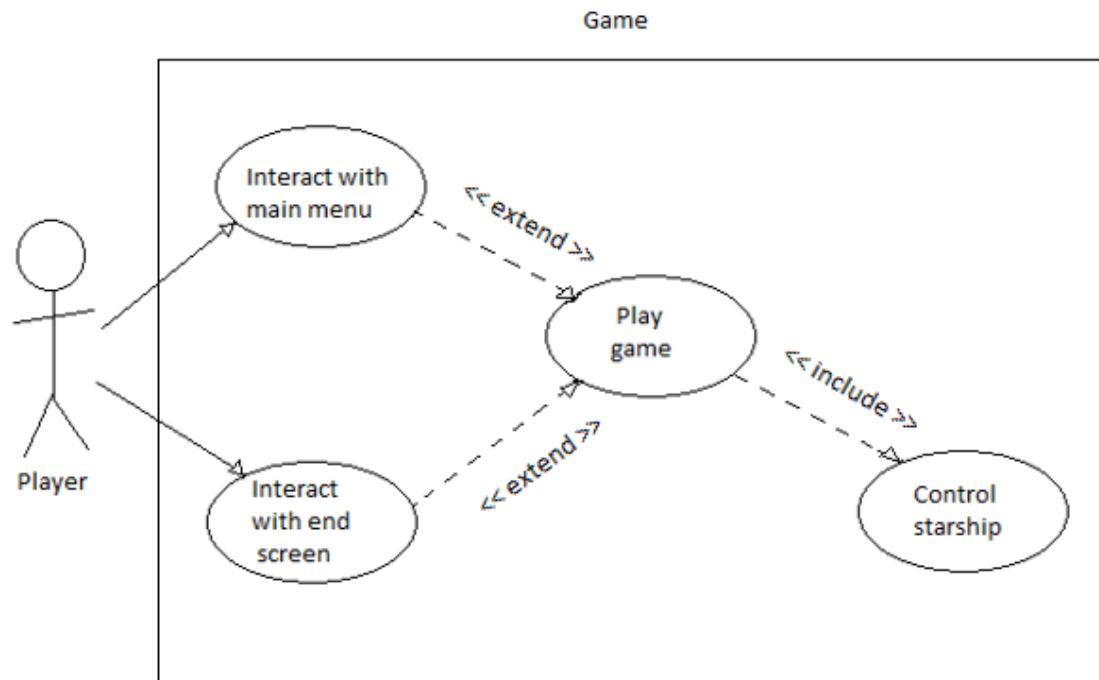 Game
Interact with
main menu
<< extend >>
Play
game
<< include >>
Player
Interact
with end
screen
<< extend >>
Control
starship